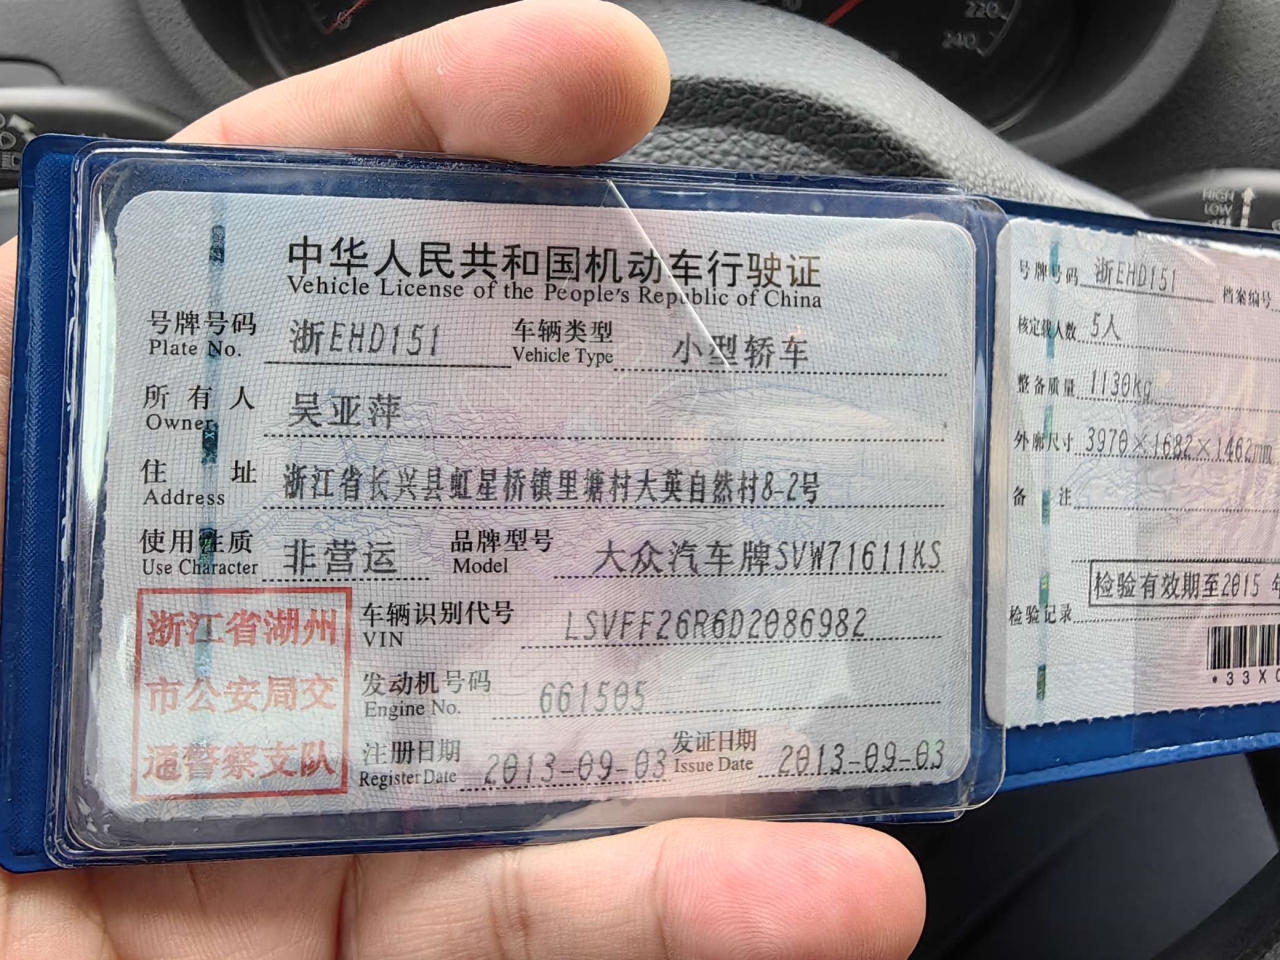 220
240
HIGH
LOW
中华人民共和国机动车行驶证
Vehicle License of the People's Republic of China
号牌号码 浙EHD151 车辆类型 小型轿车
Plate No. Vehicle Type
所有人 吴亚萍
Owner
住址 浙江省长兴县虹星桥镇里塘村大英自然村8-2号
Address
使用性质 非营运 品牌型号 大众汽车牌SVW71611KS
Use Character Model
浙江省湖州
市公安局交
通警察支队
车辆识别代号 LSVFF26R6D2086982
VIN
发动机号码 661505
Engine No.
注册日期 2013-09-03 发证日期 2013-09-03
Register Date Issue Date
号牌号码 浙EHD151 档案编号
核定载人数 5人
整备质量 1130kg
外廓尺寸 3970×1682×1462mm
备注
检验有效期至2015 年
检验记录
*33X